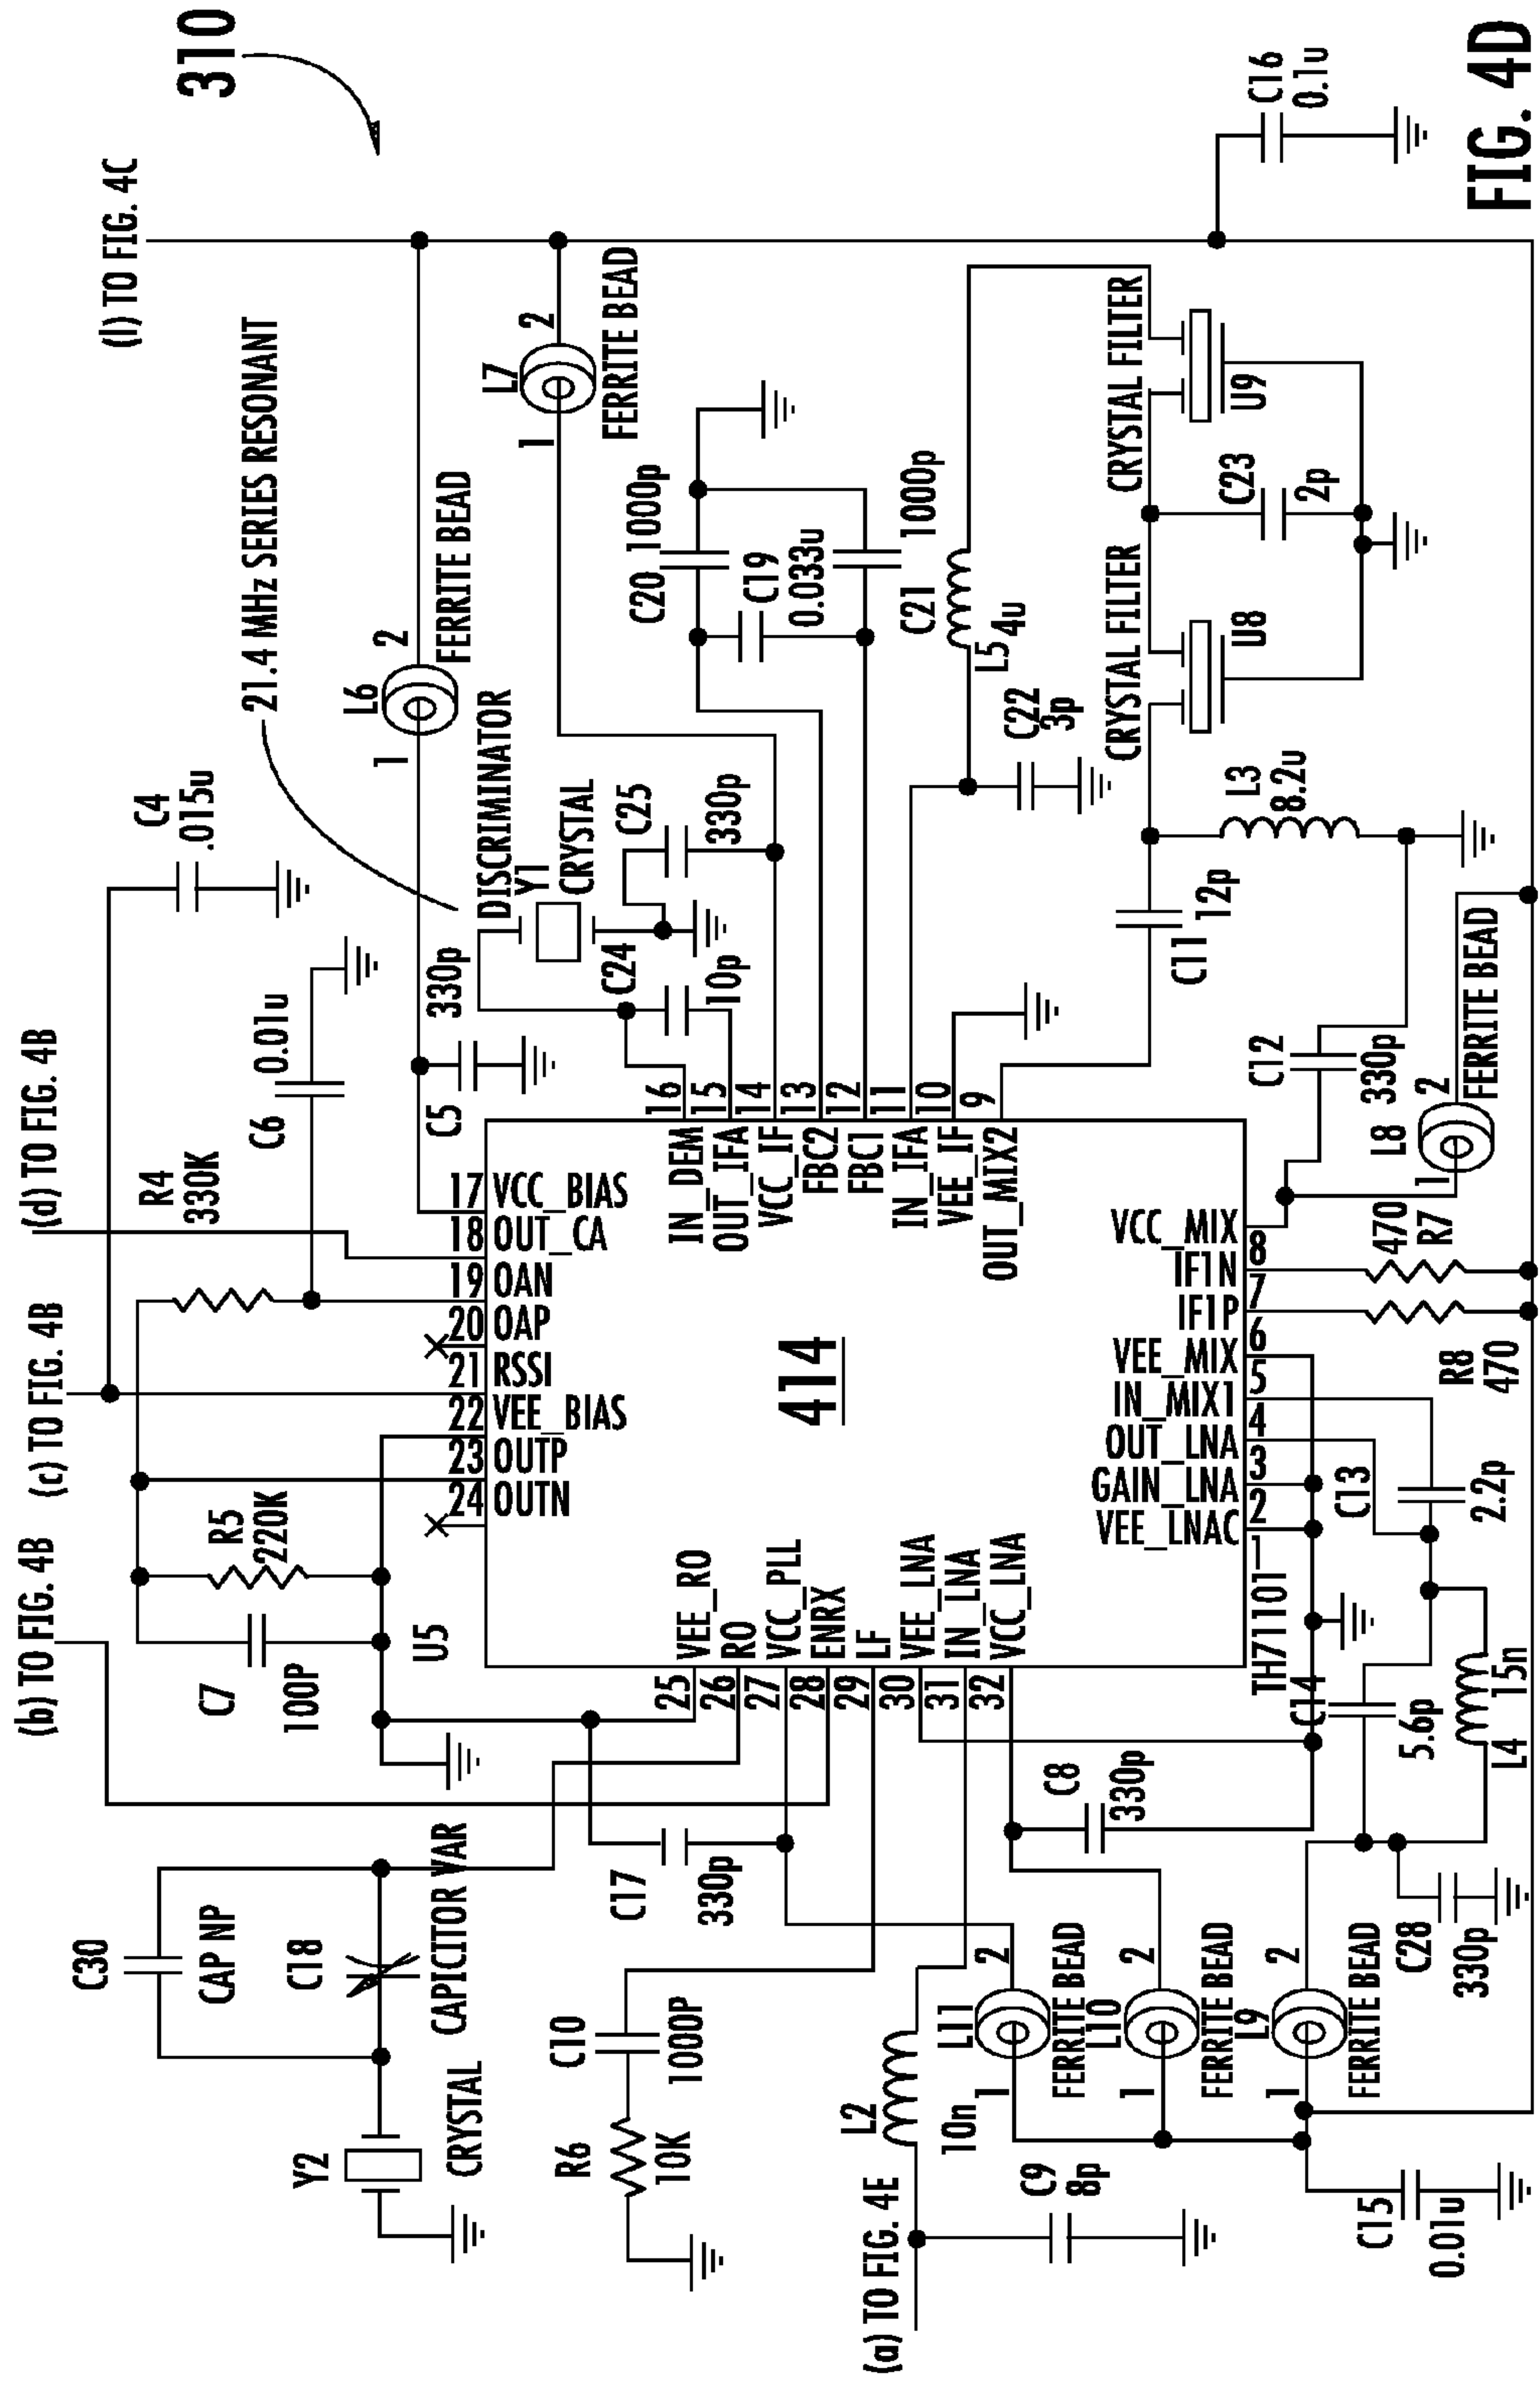 310
FIG. 4D
(l) TO FIG. 4C
(d) TO FIG. 4B
(c) TO FIG. 4B
(b) TO FIG. 4B
(a) TO FIG. 4E
21.4 MHz SERIES RESONANT
C30
CAP NP
C18
CAPICITOR VAR
Y2
CRYSTAL
C10
1000P
R6
10K
C7
100P
R5
220K
R4
330K
C6
0.01u
C4
.015u
C5
330p
L6
1
2
FERRITE BEAD
L7
1
2
FERRITE BEAD
DISCRIMINATOR
Y1
CRYSTAL
C24
10p
C25
330p
C20
1000p
C19
0.033u
C21
1000p
L5
4u
C22
3p
CRYSTAL FILTER
U8
CRYSTAL FILTER
U9
C23
2p
C16
0.1u
L3
8.2u
C11
12p
C12
330p
L8
1
2
FERRITE BEAD
470
R7
R8
470
C13
2.2p
C14
5.6p
L4
15n
C28
330p
C8
330p
C17
330p
L2
10n
C9
8p
L11
1
2
FERRITE BEAD
L10
1
2
FERRITE BEAD
L9
1
2
FERRITE BEAD
C15
0.01u
U5
414
TH71101
17 VCC_BIAS
18 OUT_CA
19 OAN
20 OAP
21 RSSI
22 VEE_BIAS
23 OUTP
24 OUTN
25 VEE_RO
26 RO
27 VCC_PLL
28 ENRX
29 LF
30 VEE_LNA
31 IN_LNA
32 VCC_LNA
IN_DEM 16
OUT_IFA 15
VCC_IF 14
FBC2 13
FBC1 12
IN_IFA 11
VEE_IF 10
OUT_MIX2 9
VCC_MIX 8
IF1N 7
IF1P 6
VEE_MIX 5
IN_MIX1 4
OUT_LNA 3
GAIN_LNA 2
VEE_LNAC 1